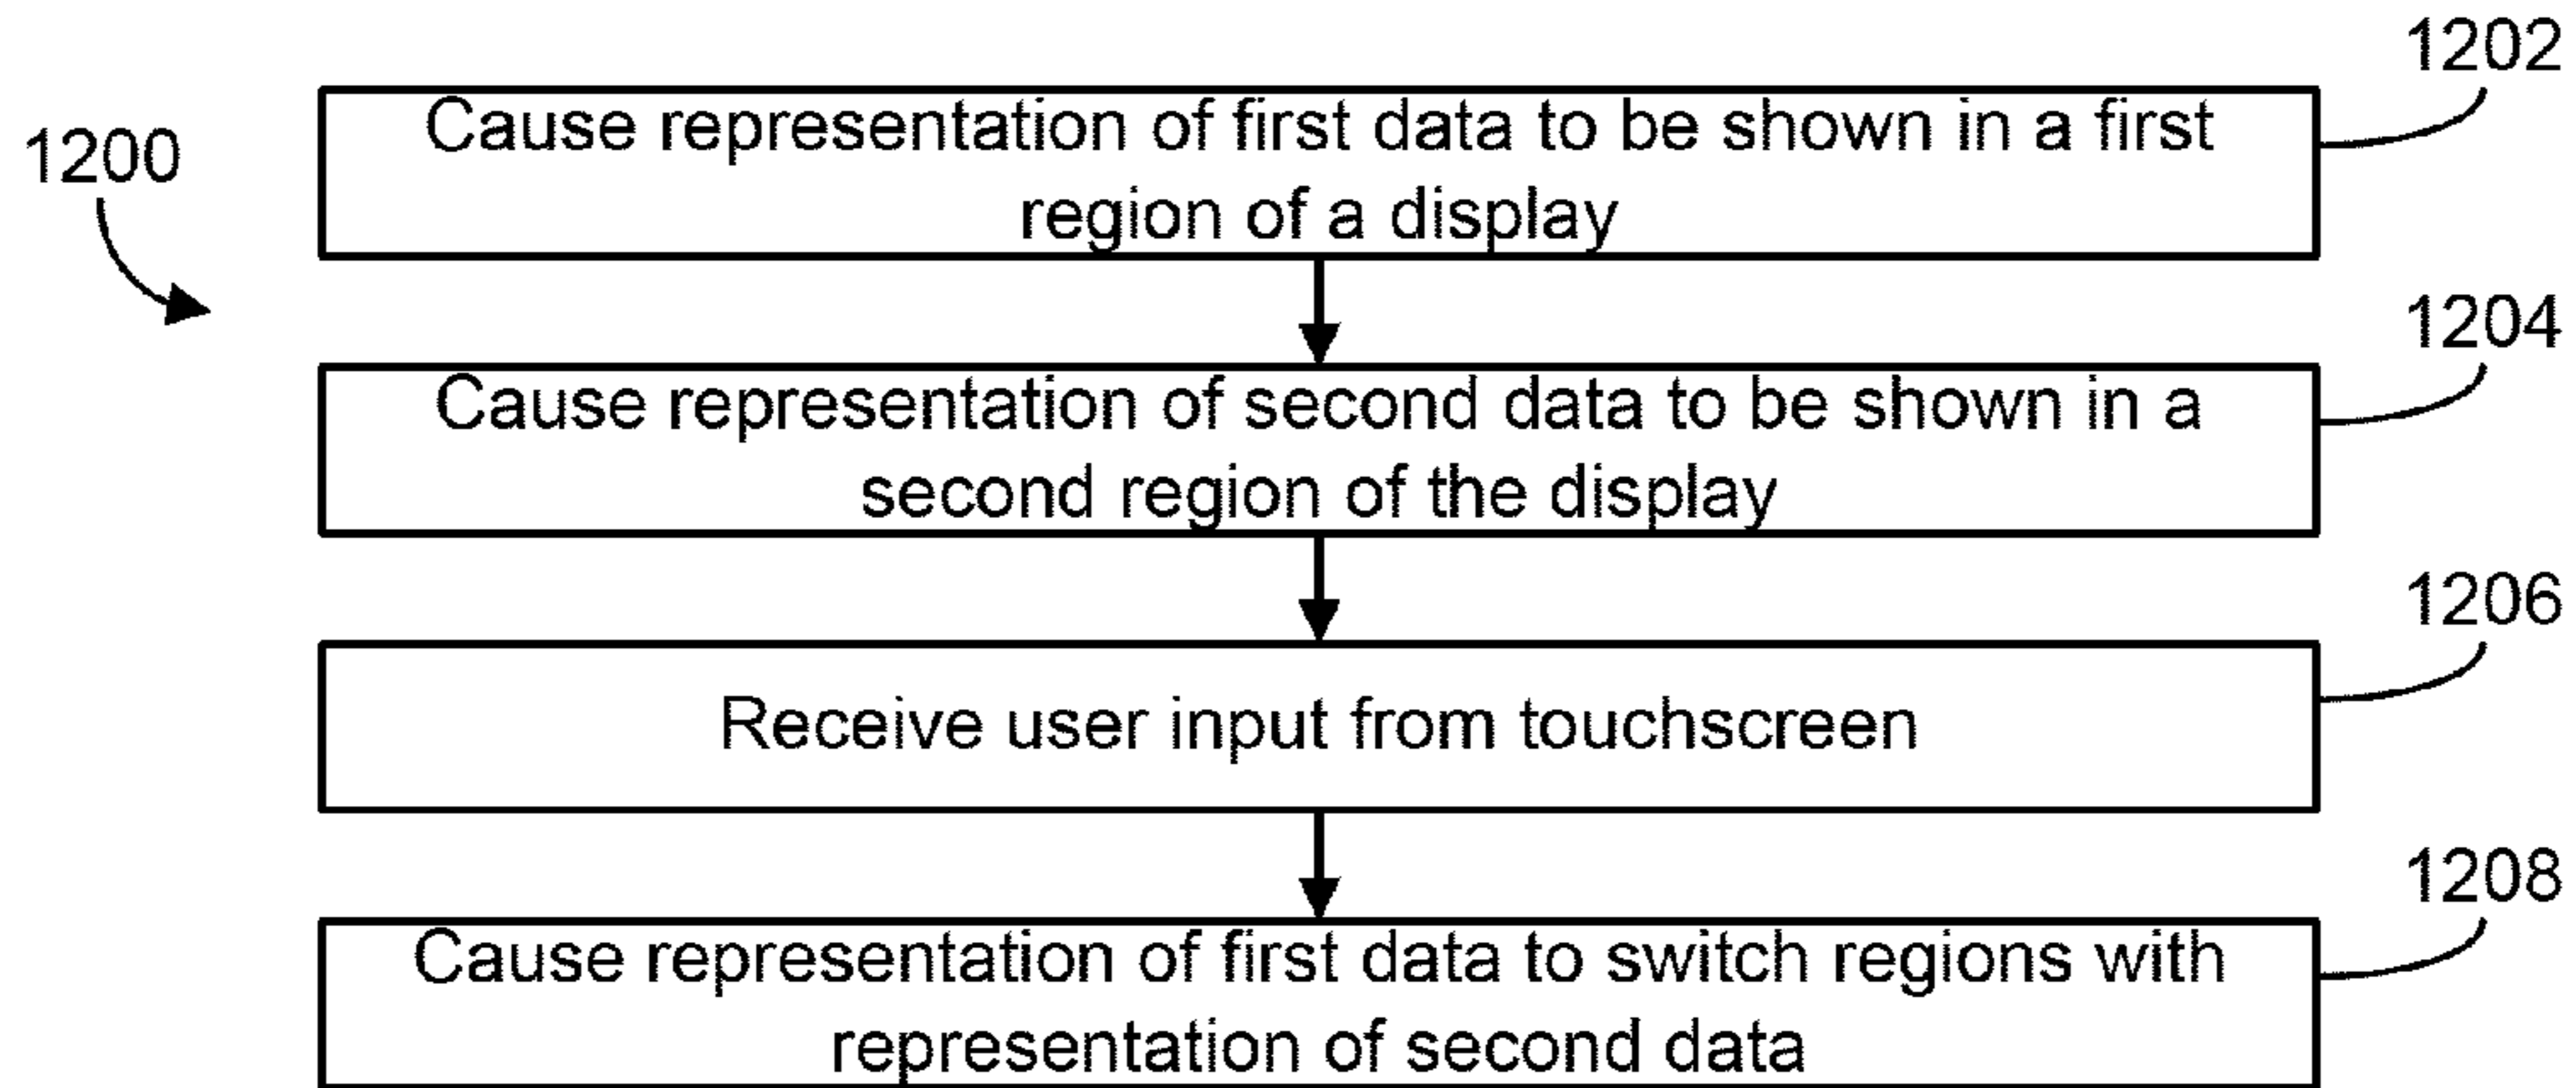 1202
Cause representation of first data to be shown in a first
region of a display
1200
1204
Cause representation of second data to be shown in a
second region of the display
1206
Receive user input from touchscreen
1208
Cause representation of first data to switch regions with
representation of second data